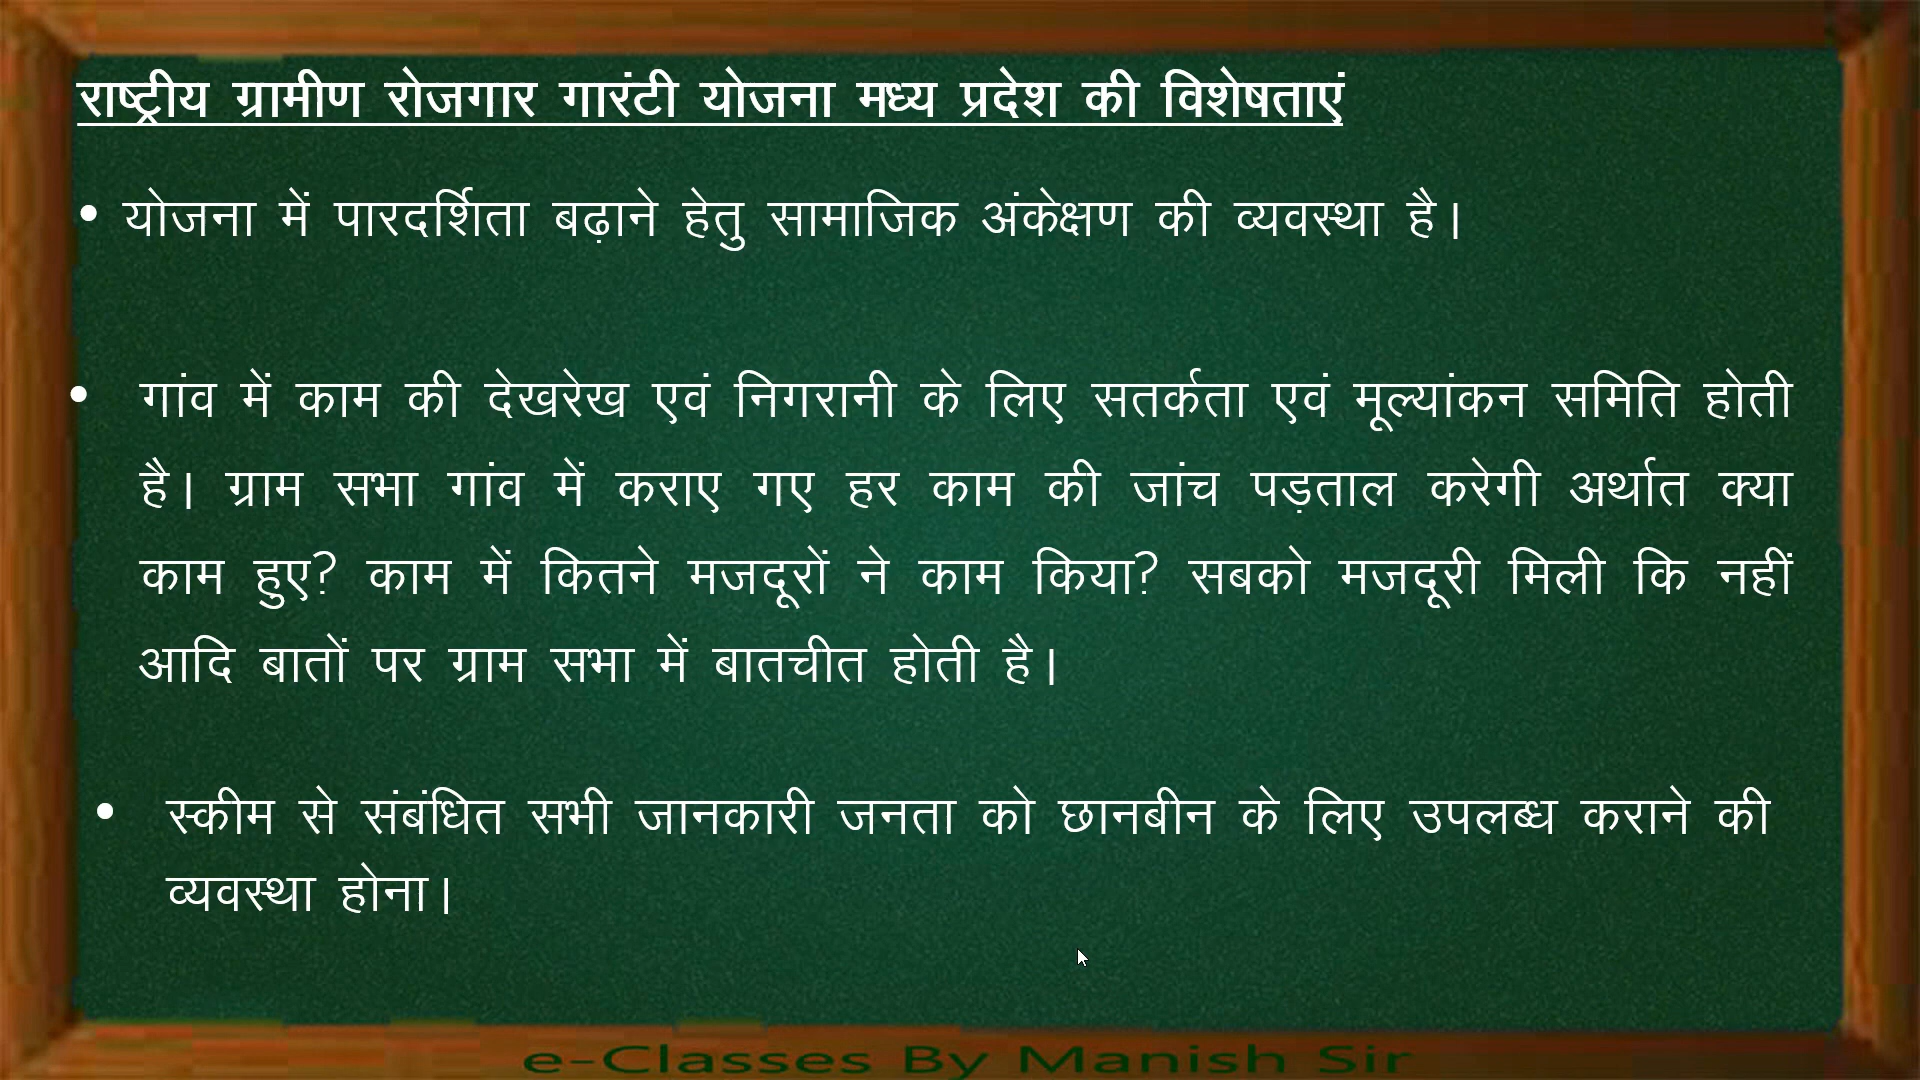 राष्ट्रीय ग्रामीण रोजगार गारंटी योजना मध्य प्रदेश की विशेषताएं
• योजना में पारदर्शिता बढ़ाने हेतु सामाजिक अंकेक्षण की व्यवस्था है।
• गांव में काम की देखरेख एवं निगरानी के लिए सतर्कता एवं मूल्यांकन समिति होती
है। ग्राम सभा गांव में कराए गए हर काम की जांच पड़ताल करेगी अर्थात क्या
काम हुए? काम में कितने मजदूरों ने काम किया? सबको मजदूरी मिली कि नहीं
आदि बातों पर ग्राम सभा में बातचीत होती है।
• स्कीम से संबंधित सभी जानकारी जनता को छानबीन के लिए उपलब्ध कराने की
व्यवस्था होना।
e-Classes By Manish Sir